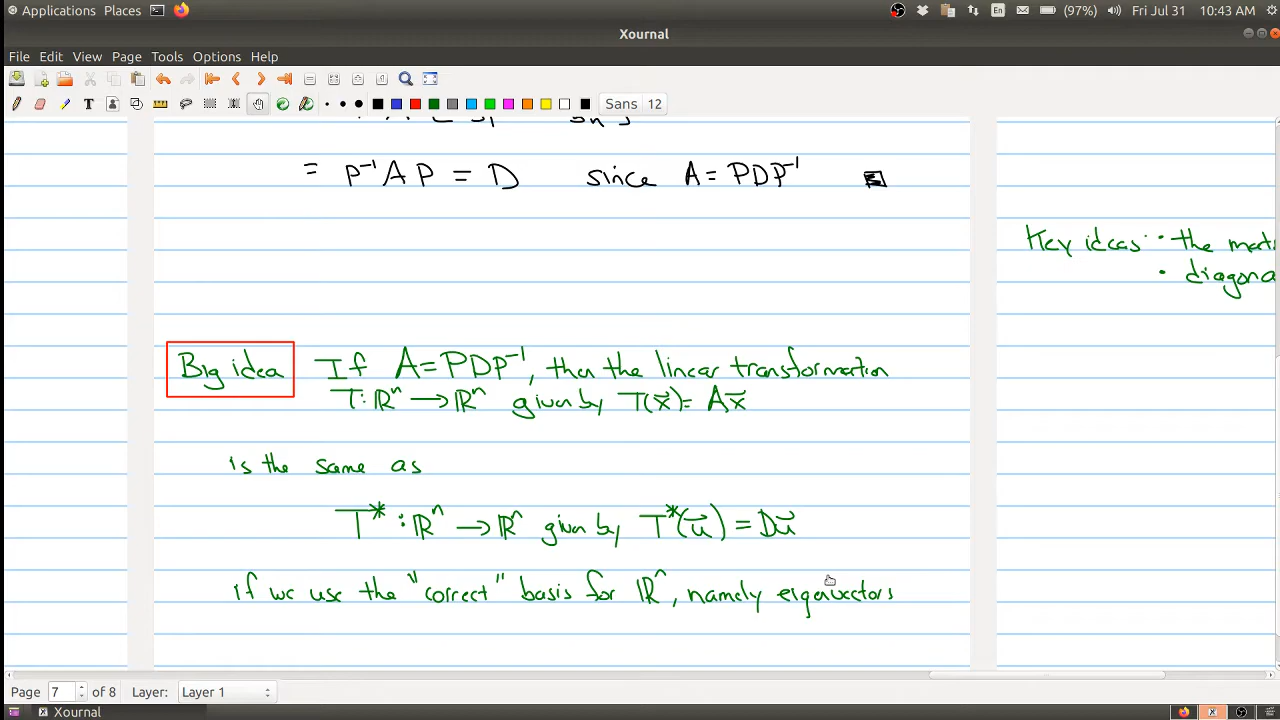 Applications Places (97%) Fri Jul 31 10:43 AM
En
Xournal
File Edit View Page Tools Options Help
T Sans 12
= P⁻¹AP = D since A = PDP⁻¹
Key ideas • the
•
Big idea If A=PDP⁻¹, then the linear transformation
T: ℝⁿ → ℝⁿ given by T(x⃗)= Ax⃗
is the same as
T* : ℝⁿ → ℝⁿ given by T*(u⃗) = Du⃗
if we use the "correct" basis for ℝⁿ, namely eigenvectors
Page 7 of 8 Layer: Layer 1
Xournal